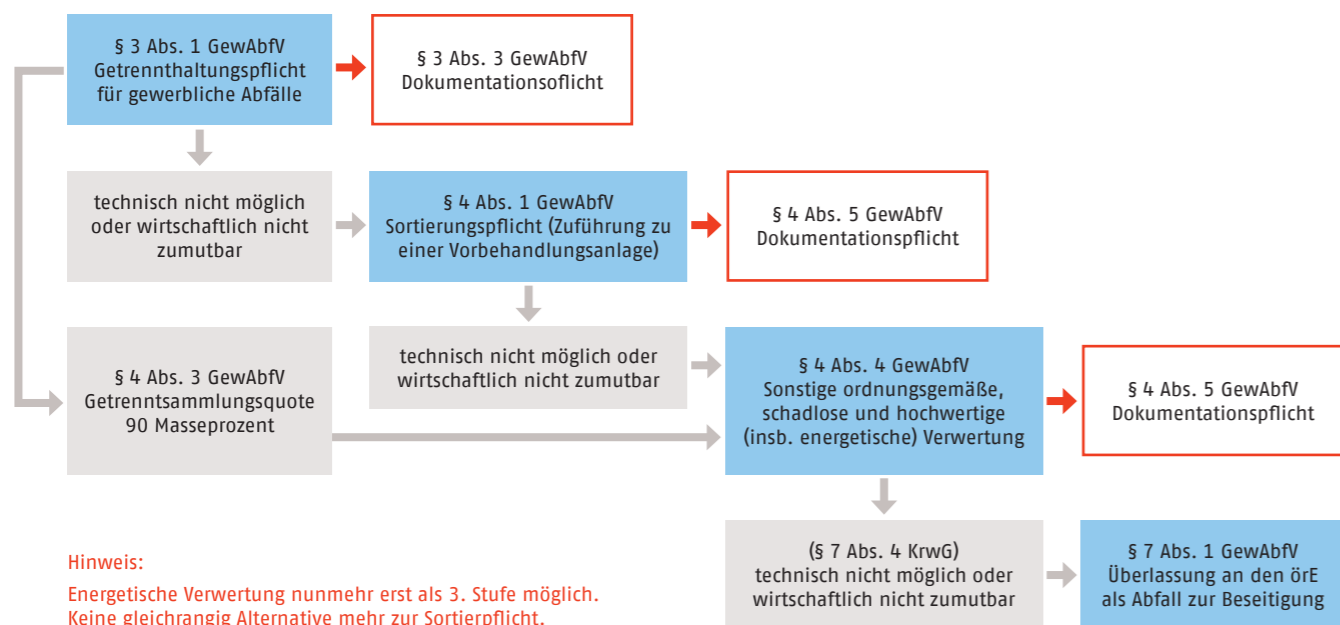 § 3 Abs. 1 GewAbfV
Getrennthaltungspflicht
für gewerbliche Abfälle
§ 3 Abs. 3 GewAbfV
Dokumentationsoflicht
technisch nicht möglich
oder wirtschaftlich nicht
zumutbar
§ 4 Abs. 1 GewAbfV
Sortierungspflicht (Zuführung zu
einer Vorbehandlungsanlage)
§ 4 Abs. 5 GewAbfV
Dokumentationspflicht
§ 4 Abs. 3 GewAbfV
Getrenntsammlungsquote
90 Masseprozent
technisch nicht möglich oder
wirtschaftlich nicht zumutbar
§ 4 Abs. 4 GewAbfV
Sonstige ordnungsgemäße,
schadlose und hochwertige
(insb. energetische) Verwertung
§ 4 Abs. 5 GewAbfV
Dokumentationspflicht
(§ 7 Abs. 4 KrwG)
technisch nicht möglich oder
wirtschaftlich nicht zumutbar
§ 7 Abs. 1 GewAbfV
Überlassung an den örE
als Abfall zur Beseitigung
Hinweis:
Energetische Verwertung nunmehr erst als 3. Stufe möglich.
Keine gleichrangig Alternative mehr zur Sortierpflicht.